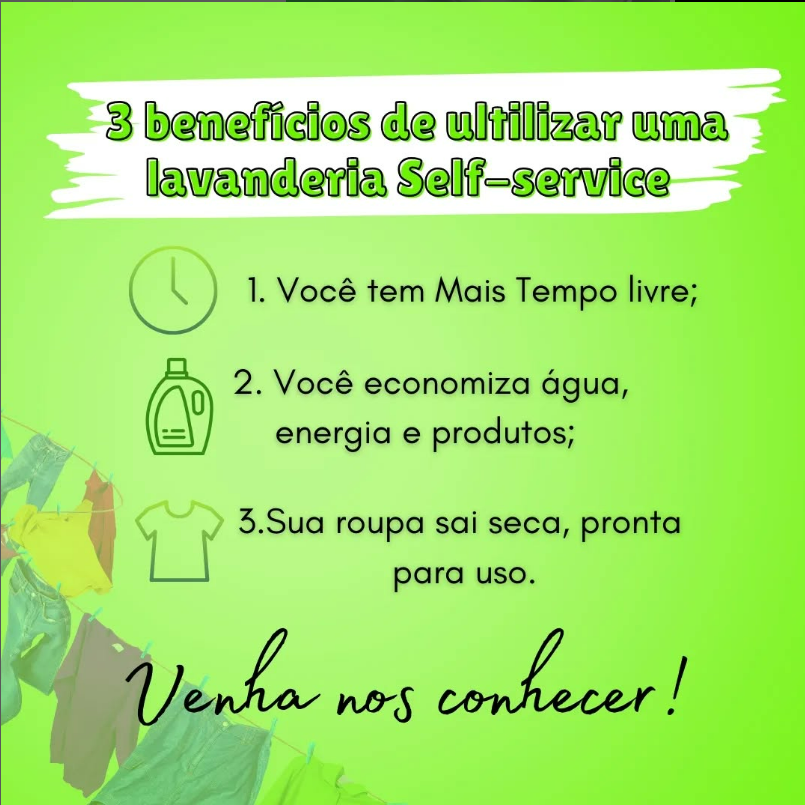 3 benefícios de ultilizar uma
lavanderia Self-service
1. Você tem Mais Tempo livre;
2. Você economiza água,
energia e produtos;
3.Sua roupa sai seca, pronta
para uso.
Venha nos conhecer!